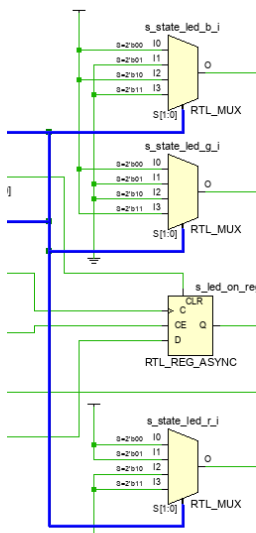 s_state_led_b_i
S=2'b00 I0
S=2'b01 I1
S=2'b10 I2
S=2'b11 I3
O
S[1:0]
RTL_MUX
s_state_led_g_i
S=2'b00 I0
S=2'b01 I1
S=2'b10 I2
S=2'b11 I3
O
S[1:0]
RTL_MUX
0]
s_led_on_reg
CLR
C
CE Q
D
RTL_REG_ASYNC
s_state_led_r_i
S=2'b00 I0
S=2'b01 I1
S=2'b10 I2
S=2'b11 I3
O
S[1:0]
RTL_MUX